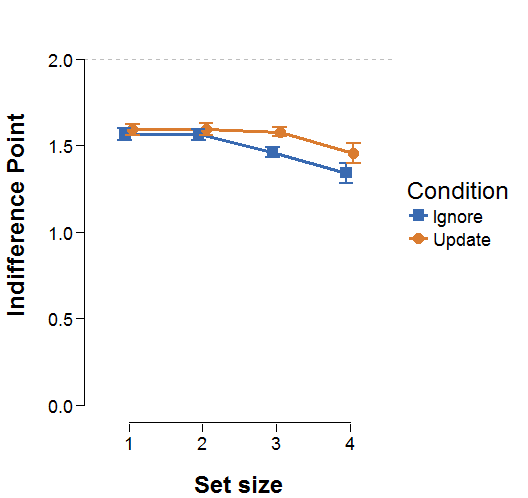 2.0
1.5
1.0
0.5
0.0
Indifference Point
1 2 3 4
Set size
Condition
Ignore
Update